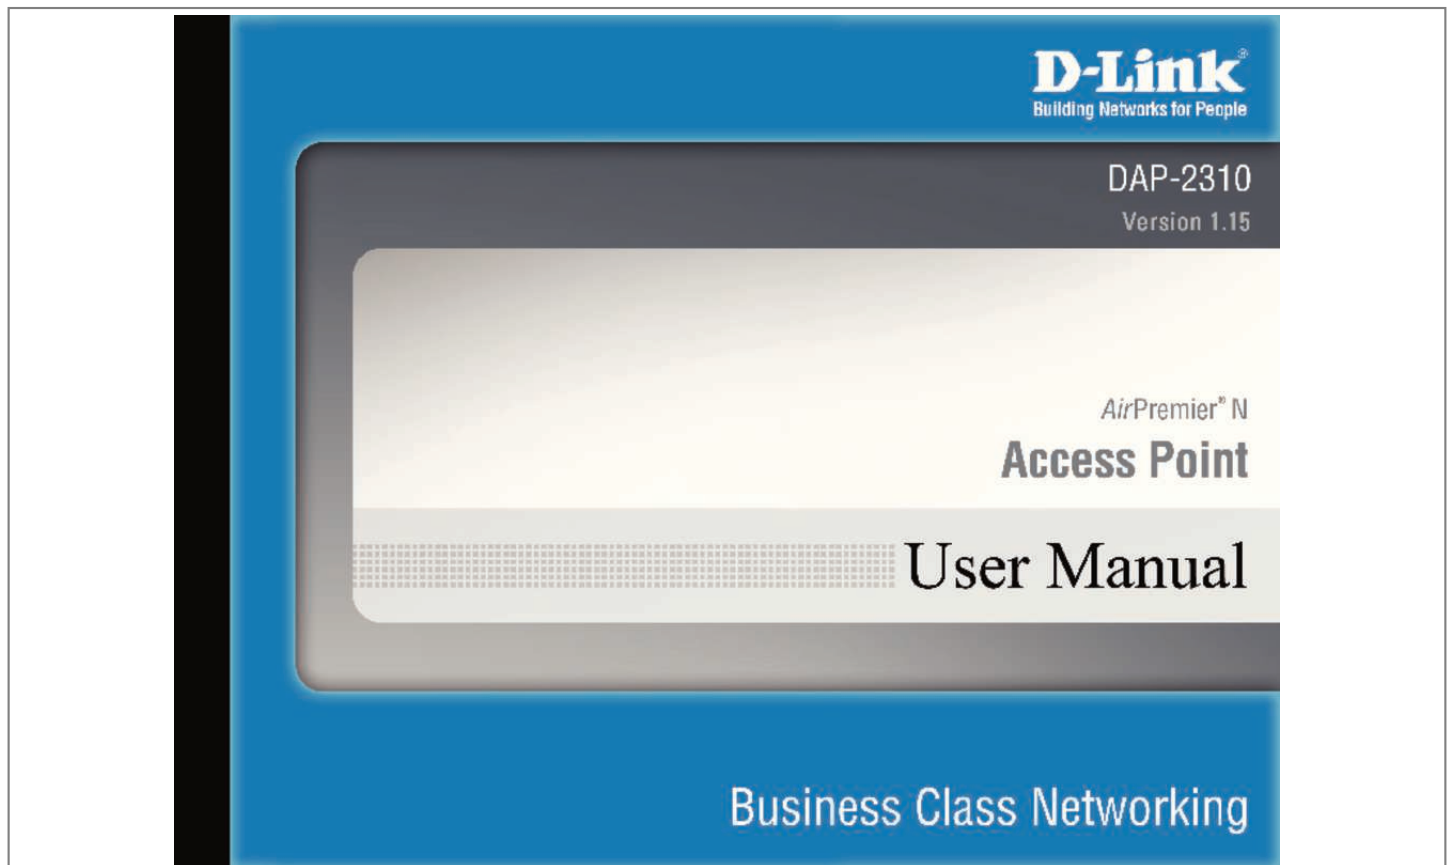 D-Link®
Building Networks for People
DAP-2310
Version 1.15
AirPremier® N
Access Point
User Manual
Business Class Networking